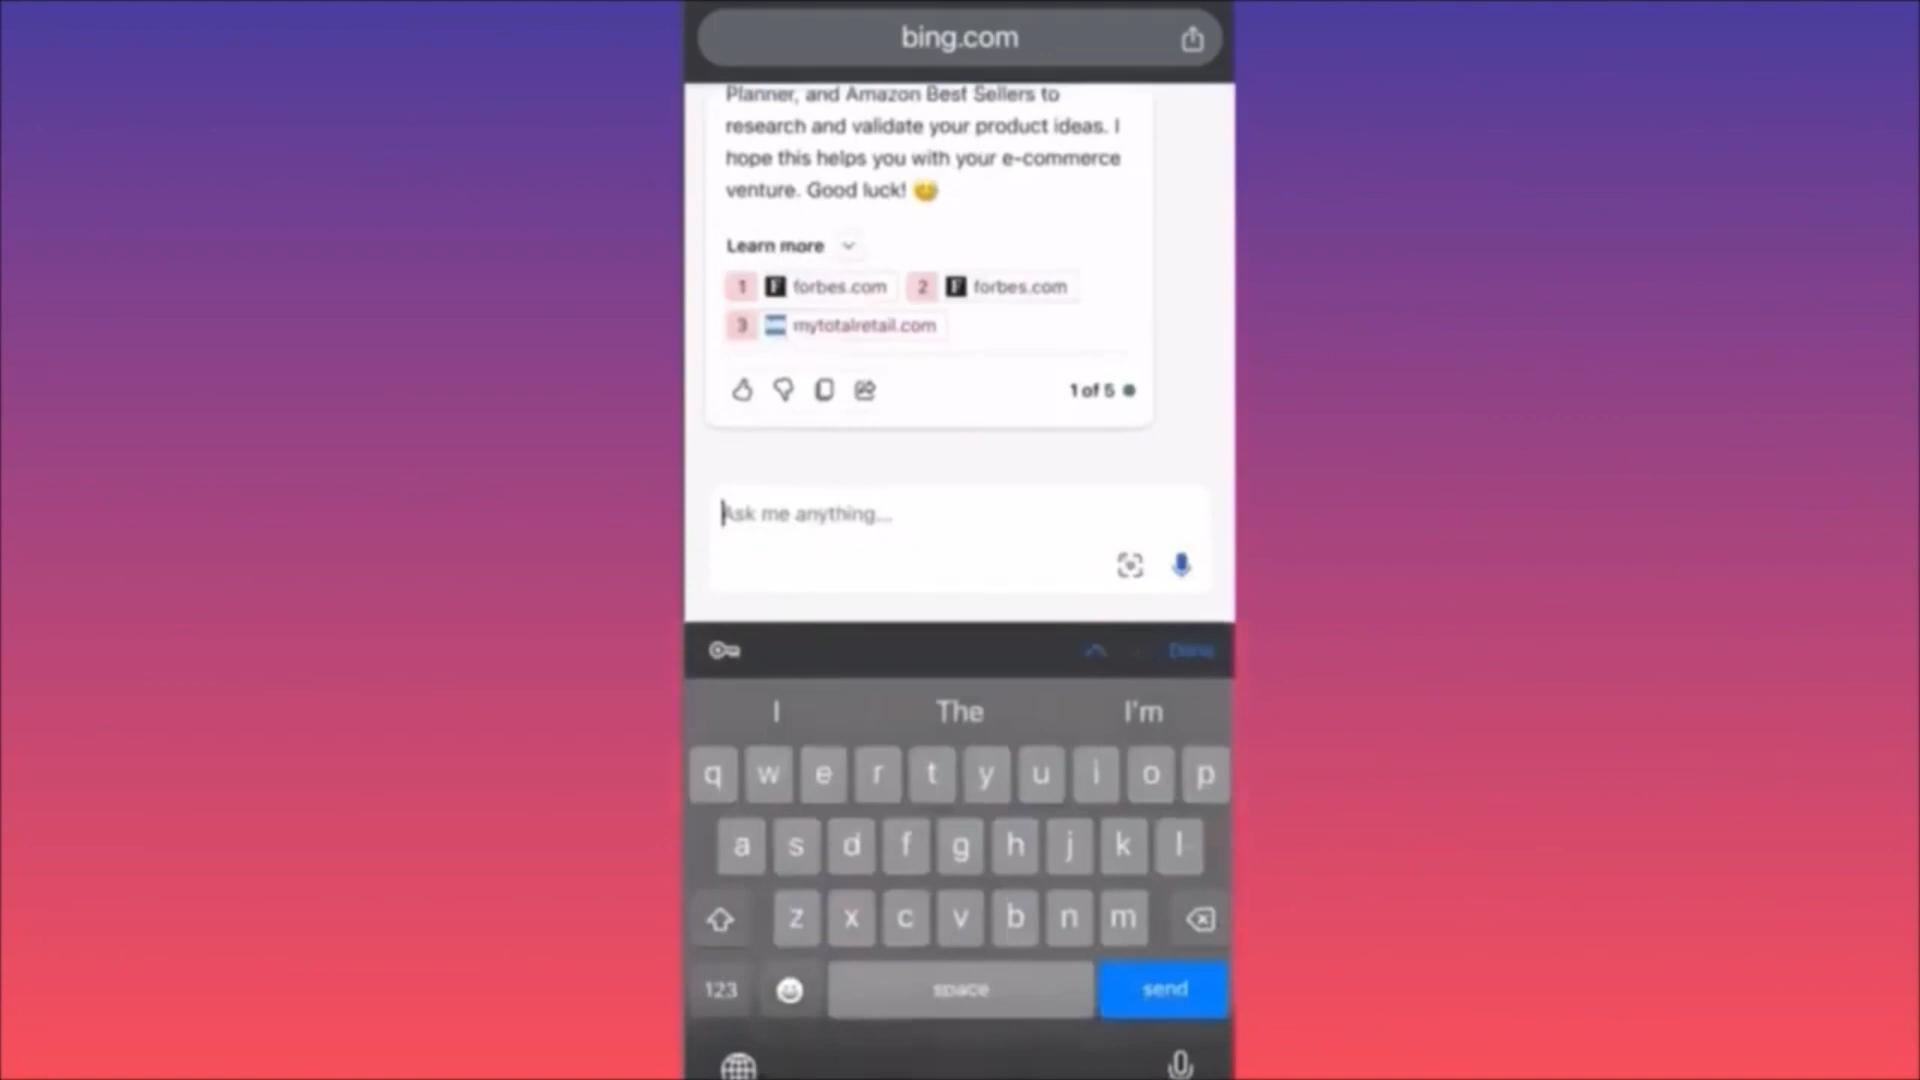 bing.com
Planner, and Amazon Best Sellers to
research and validate your product ideas. I
hope this helps you with your e-commerce
venture. Good luck! 😊
Learn more
1 forbes.com 2 forbes.com
3 mytotalretail.com
1 of 5
Ask me anything...
Done
I The I'm
q w e r t y u i o p
a s d f g h j k l
z x c v b n m
123 space send